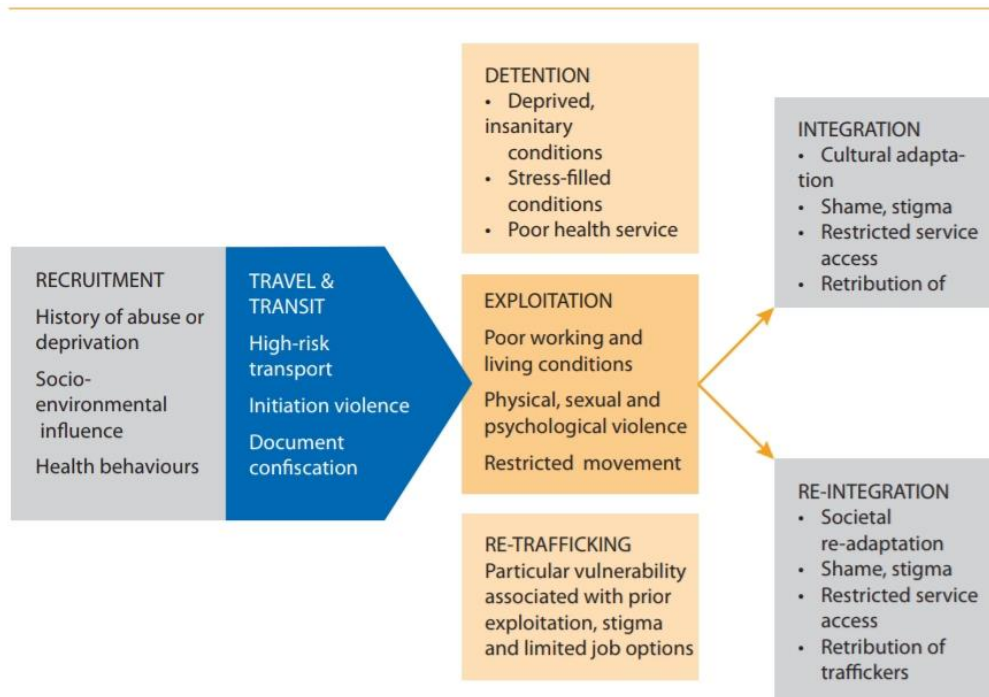 RECRUITMENT
History of abuse or
deprivation
Socio-
environmental
influence
Health behaviours
TRAVEL &
TRANSIT
High-risk
transport
Initiation violence
Document
confiscation
DETENTION
• Deprived,
insanitary
conditions
• Stress-filled
conditions
• Poor health service
EXPLOITATION
Poor working and
living conditions
Physical, sexual and
psychological violence
Restricted movement
RE-TRAFFICKING
Particular vulnerability
associated with prior
exploitation, stigma
and limited job options
INTEGRATION
• Cultural adapta-
tion
• Shame, stigma
• Restricted service
access
• Retribution of
RE-INTEGRATION
• Societal
re-adaptation
• Shame, stigma
• Restricted service
access
• Retribution of
traffickers